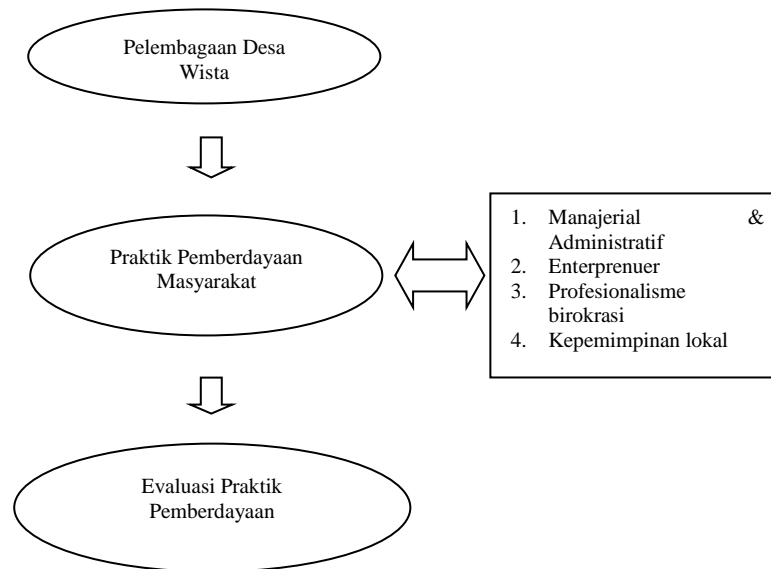 Pelembagaan Desa
Wista
Praktik Pemberdayaan
Masyarakat
1. Manajerial &
Administratif
2. Enterprenuer
3. Profesionalisme
birokrasi
4. Kepemimpinan lokal
Evaluasi Praktik
Pemberdayaan